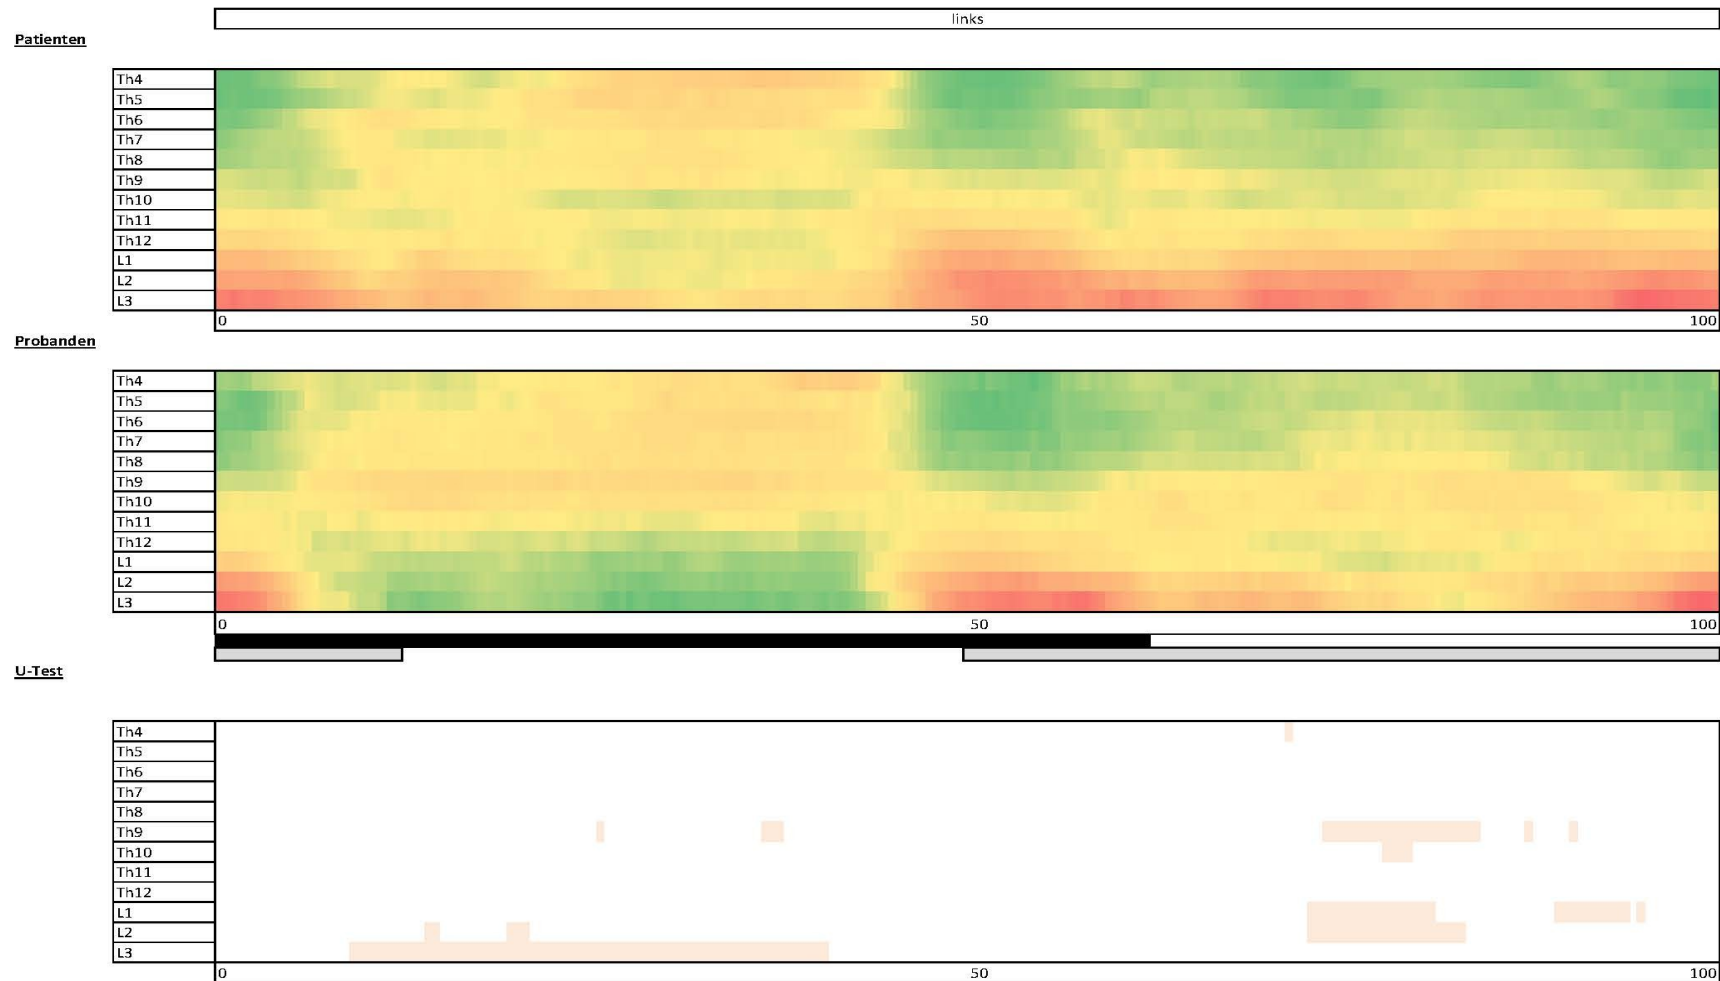 links
Patienten
Th4
Th5
Th6
Th7
Th8
Th9
Th10
Th11
Th12
L1
L2
L3
0 50 100
Probanden
Th4
Th5
Th6
Th7
Th8
Th9
Th10
Th11
Th12
L1
L2
L3
0 50 100
U-Test
Th4
Th5
Th6
Th7
Th8
Th9
Th10
Th11
Th12
L1
L2
L3
0 50 100